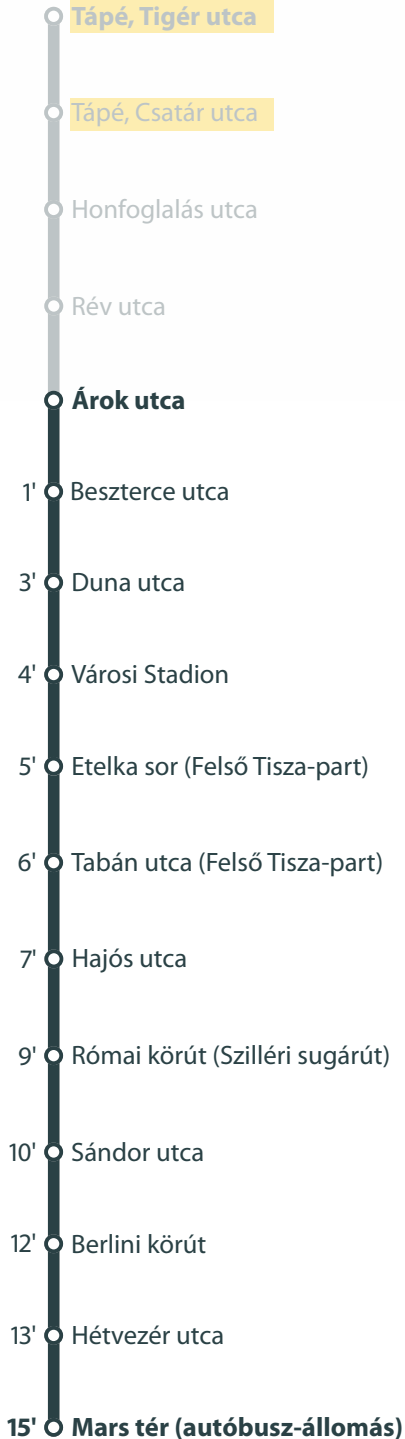 Tápé, Tigér utca
Tápé, Csatár utca
Honfoglalás utca
Rév utca
Árok utca
1' Beszterce utca
3' Duna utca
4' Városi Stadion
5' Etelka sor (Felső Tisza-part)
6' Tabán utca (Felső Tisza-part)
7' Hajós utca
9' Római körút (Szilléri sugárút)
10' Sándor utca
12' Berlini körút
13' Hétvezér utca
15' Mars tér (autóbusz-állomás)